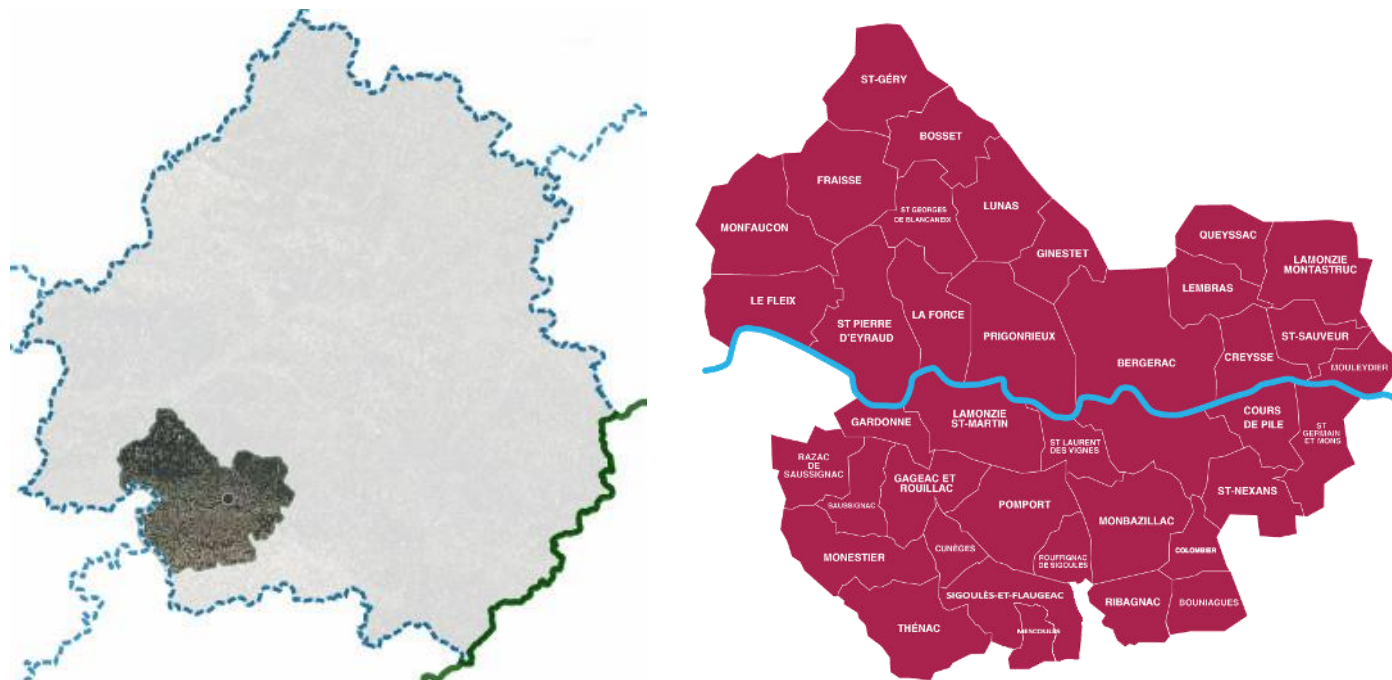 ST-GÉRY
BOSSET
FRAISSE
ST GEORGES
DE BLANCANEIX
LUNAS
MONFAUCON
GINESTET
QUEYSSAC
LAMONZIE
MONTASTRUC
LEMBRAS
LE FLEIX
ST PIERRE
D'EYRAUD
LA FORCE
PRIGONRIEUX
BERGERAC
CREYSSE
ST-SAUVEUR
MOULEYDIER
GARDONNE
LAMONZIE
ST-MARTIN
ST LAURENT
DES VIGNES
COURS
DE PILE
ST
GERMAIN
ET MONS
RAZAC
DE
SAUSSIGNAC
SAUSSIGNAC
GAGEAC ET
ROUILLAC
POMPORT
MONBAZILLAC
ST-NEXANS
MONESTIER
CUNÈGES
ROUFFIGNAC
DE SIGOULÈS
COLOMBIER
SIGOULÈS-ET-FLAUGEAC
RIBAGNAC
BOUNIAGUES
THÉNAC
MESCOULES